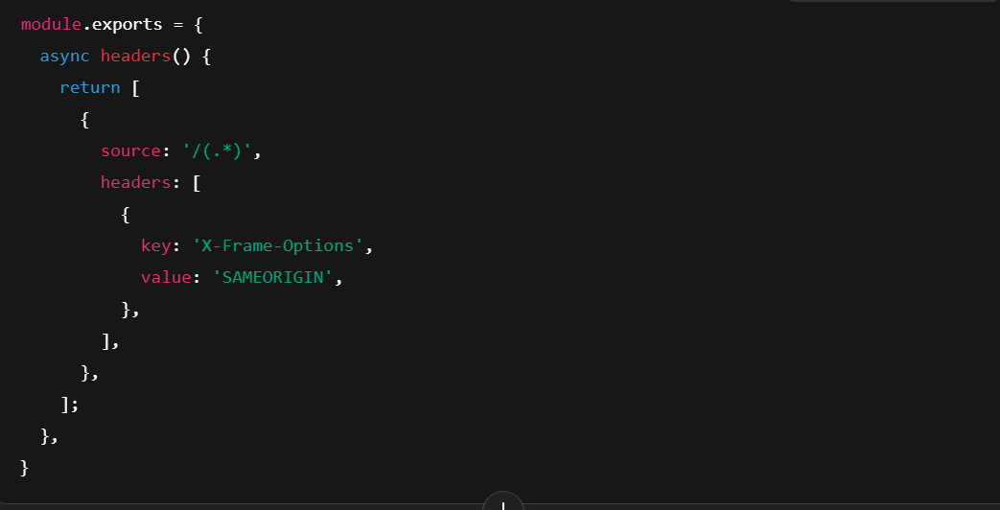 module.exports = {
  async headers() {
    return [
      {
        source: '/(.*)',
        headers: [
          {
            key: 'X-Frame-Options',
            value: 'SAMEORIGIN',
          },
        ],
      },
    ];
  },
}